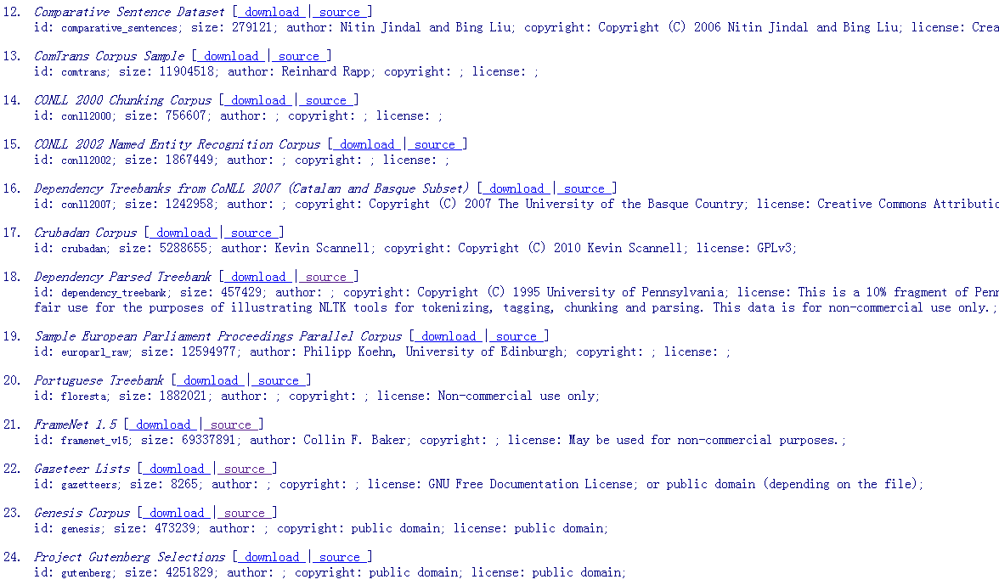 12. Comparative Sentence Dataset [ download | source ]
id: comparative_sentences; size: 279121; author: Nitin Jindal and Bing Liu; copyright: Copyright (C) 2006 Nitin Jindal and Bing Liu; license: Crea
13. ComTrans Corpus Sample [ download | source ]
id: comtrans; size: 11904518; author: Reinhard Rapp; copyright: ; license: ;
14. CONLL 2000 Chunking Corpus [ download | source ]
id: conll2000; size: 756607; author: ; copyright: ; license: ;
15. CONLL 2002 Named Entity Recognition Corpus [ download | source ]
id: conll2002; size: 1867449; author: ; copyright: ; license: ;
16. Dependency Treebanks from CoNLL 2007 (Catalan and Basque Subset) [ download | source ]
id: conll2007; size: 1242958; author: ; copyright: Copyright (C) 2007 The University of the Basque Country; license: Creative Commons Attributio
17. Crubadan Corpus [ download | source ]
id: crubadan; size: 5288655; author: Kevin Scannell; copyright: Copyright (C) 2010 Kevin Scannell; license: GPLv3;
18. Dependency Parsed Treebank [ download | source ]
id: dependency_treebank; size: 457429; author: ; copyright: Copyright (C) 1995 University of Pennsylvania; license: This is a 10% fragment of Pen
fair use for the purposes of illustrating NLTK tools for tokenizing, tagging, chunking and parsing. This data is for non-commercial use only.;
19. Sample European Parliament Proceedings Parallel Corpus [ download | source ]
id: europarl_raw; size: 12594977; author: Philipp Koehn, University of Edinburgh; copyright: ; license: ;
20. Portuguese Treebank [ download | source ]
id: floresta; size: 1882021; author: ; copyright: ; license: Non-commercial use only;
21. FrameNet 1.5 [ download | source ]
id: framenet_v15; size: 69337891; author: Collin F. Baker; copyright: ; license: May be used for non-commercial purposes.;
22. Gazeteer Lists [ download | source ]
id: gazetteers; size: 8265; author: ; copyright: ; license: GNU Free Documentation License; or public domain (depending on the file);
23. Genesis Corpus [ download | source ]
id: genesis; size: 473239; author: ; copyright: public domain; license: public domain;
24. Project Gutenberg Selections [ download | source ]
id: gutenberg; size: 4251829; author: ; copyright: public domain; license: public domain;